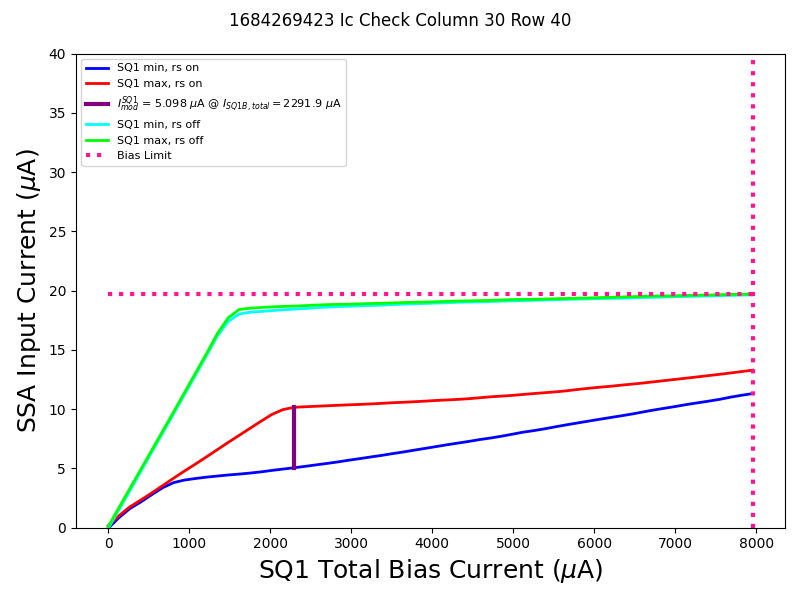 1684269423 Ic Check Column 30 Row 40
40
35
30
25
20
15
10
5
0
SSA Input Current (μA)
SQ1 min, rs on
SQ1 max, rs on
I_{mod}^{SQ1} = 5.098 μA @ I_{SQ1B,total} = 2291.9 μA
SQ1 min, rs off
SQ1 max, rs off
Bias Limit
0 1000 2000 3000 4000 5000 6000 7000 8000
SQ1 Total Bias Current (μA)